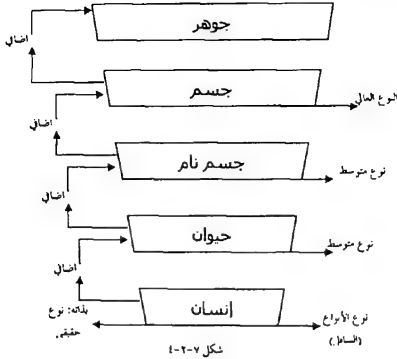 جوهر
اضافي
جسم
النوع العالي
اضافي
جسم نام
نوع متوسط
اضافي
حيوان
نوع متوسط
اضافي
إنسان
بذاته: نوع حقيقي
نوع الأنواع
(السافل)
شكل ٧-٢-٤